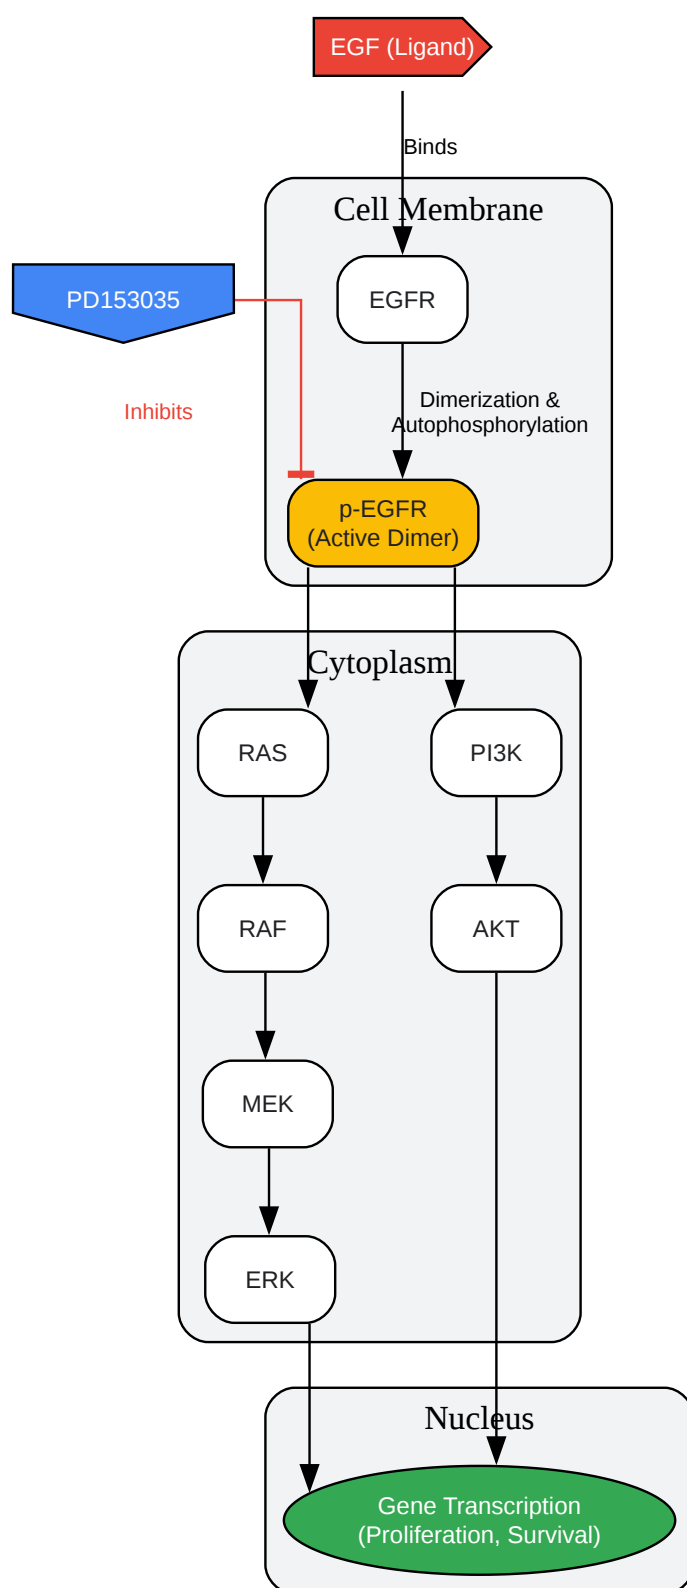 EGF (Ligand)
Binds
Cell Membrane
PD153035
EGFR
Inhibits
Dimerization &
Autophosphorylation
p-EGFR
(Active Dimer)
Cytoplasm
RAS
PI3K
RAF
AKT
MEK
ERK
Nucleus
Gene Transcription
(Proliferation, Survival)